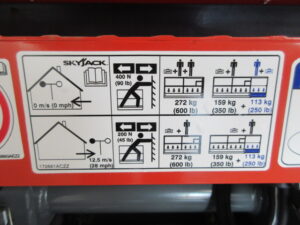 SKYJACK
400 N
(90 lb)
0 m/s (0 mph)
272 kg
(600 lb)
159 kg
(350 lb)
+
113 kg
(250 lb)
200 N
(45 lb)
12.5 m/s
(28 mph)
272 kg
(600 lb)
159 kg
(350 lb)
+
113 kg
(250 lb)